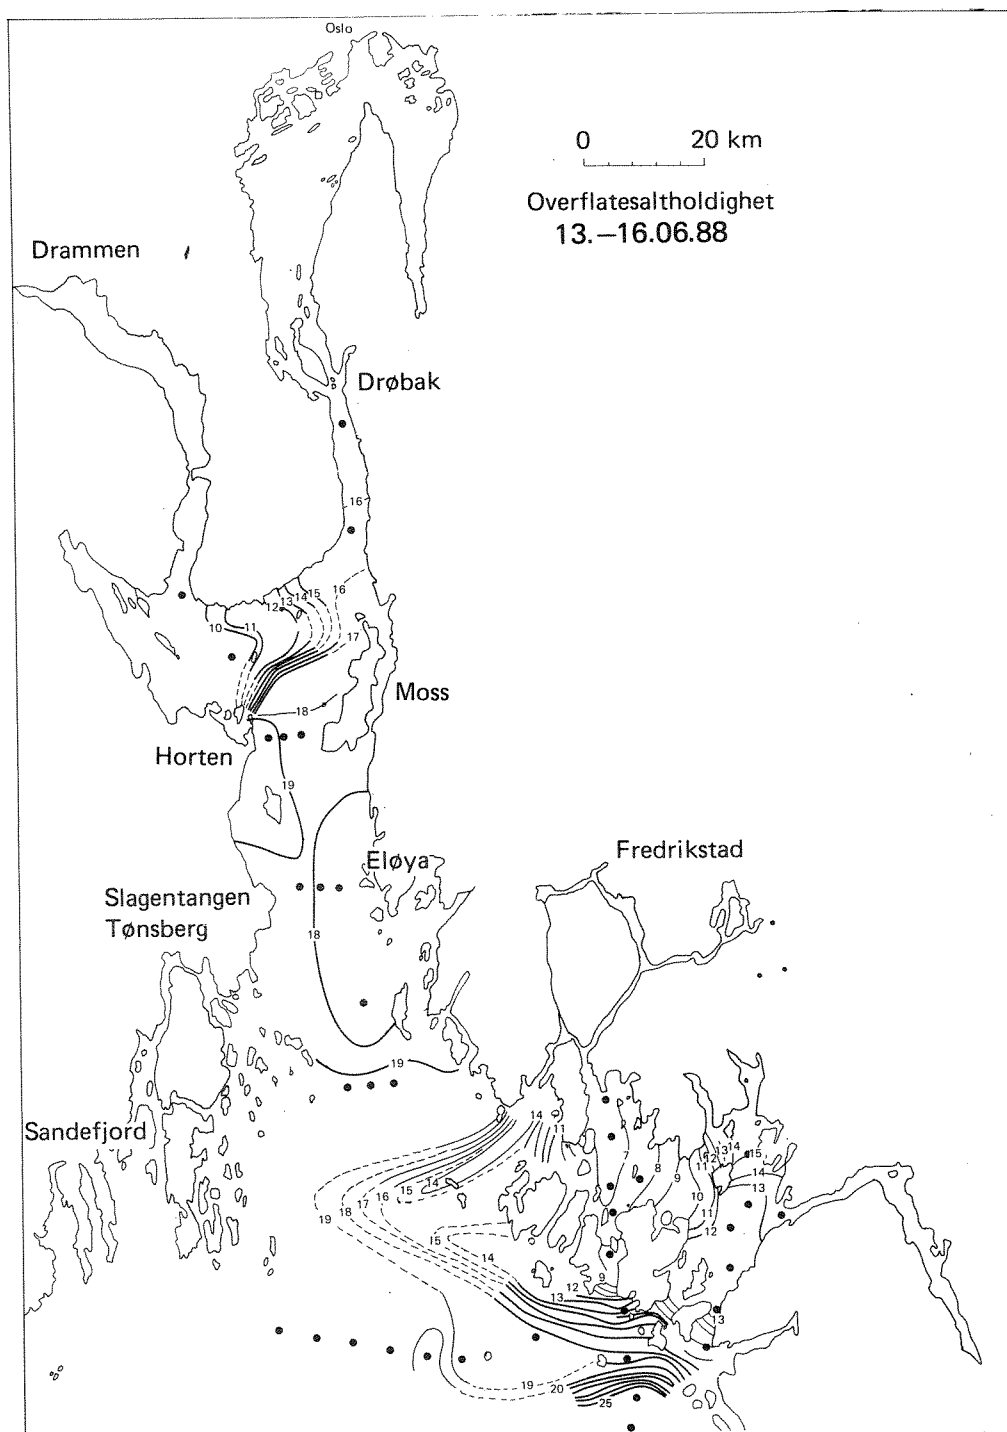 Oslo
0 20 km
Overflatesaltholdighet
13.–16.06.88
Drammen
Drøbak
16
10 11 12 13 14 15 16
17
Moss
18
Horten
19
Eløya
Fredrikstad
Slagentangen
Tønsberg
18
19
14
11
Sandefjord
7
8
9
11 12 13 14 15
14
13
10
11
12
19 18 17 16 15 14
15
14
9
12
13
13
19 20
25